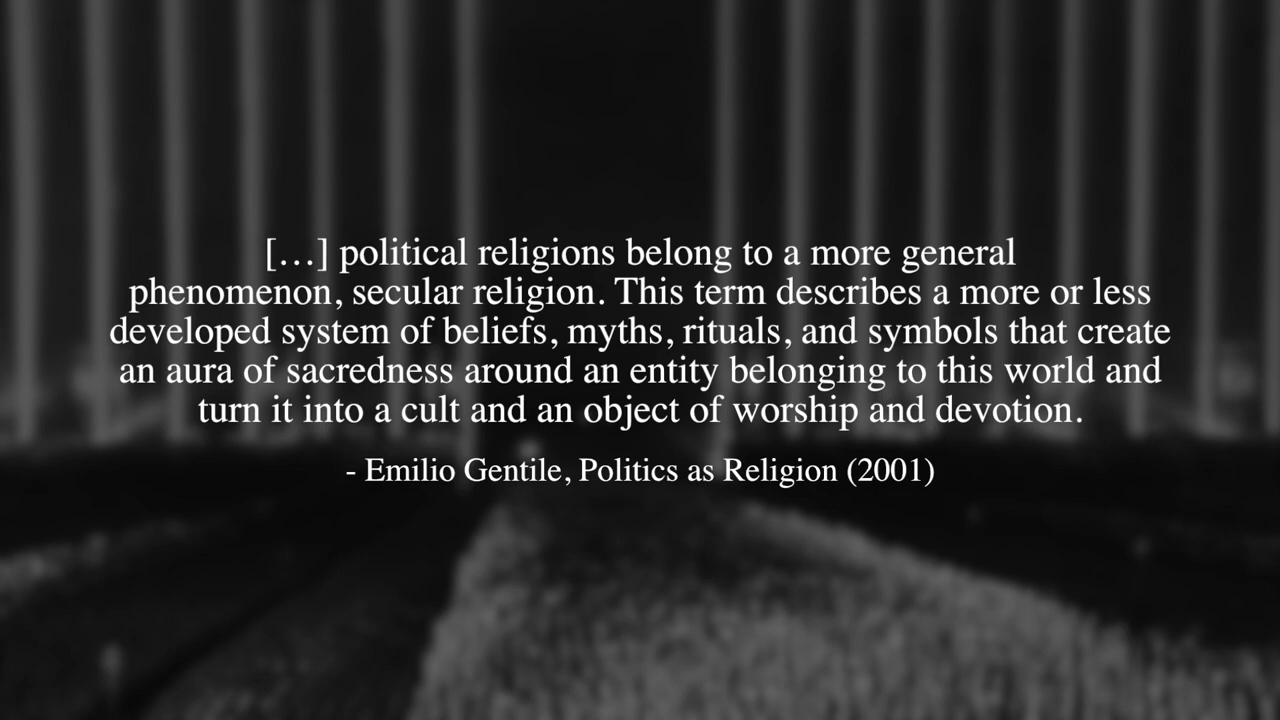 […] political religions belong to a more general
phenomenon, secular religion. This term describes a more or less
developed system of beliefs, myths, rituals, and symbols that create
an aura of sacredness around an entity belonging to this world and
turn it into a cult and an object of worship and devotion.
- Emilio Gentile, Politics as Religion (2001)